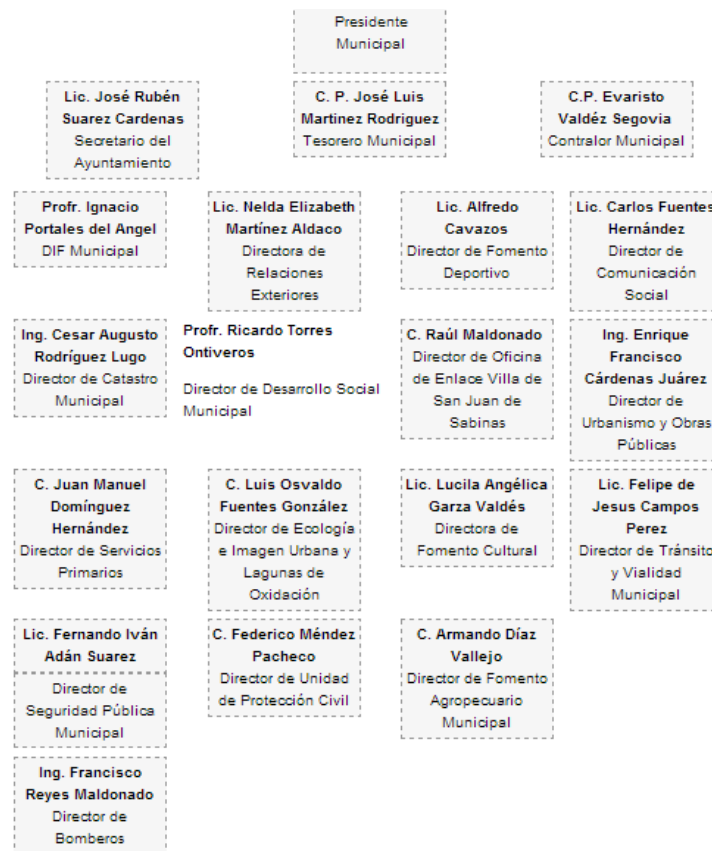 Presidente
Municipal
Lic. José Rubén
Suarez Cardenas
Secretario del
Ayuntamiento
C. P. José Luis
Martinez Rodriguez
Tesorero Municipal
C.P. Evaristo
Valdéz Segovia
Contralor Municipal
Profr. Ignacio
Portales del Angel
DIF Municipal
Lic. Nelda Elizabeth
Martínez Aldaco
Directora de
Relaciones
Exteriores
Lic. Alfredo
Cavazos
Director de Fomento
Deportivo
Lic. Carlos Fuentes
Hernández
Director de
Comunicación
Social
Ing. Cesar Augusto
Rodríguez Lugo
Director de Catastro
Municipal
Profr. Ricardo Torres
Ontiveros
Director de Desarrollo Social
Municipal
C. Raúl Maldonado
Director de Oficina
de Enlace Villa de
San Juan de
Sabinas
Ing. Enrique
Francisco
Cárdenas Juárez
Director de
Urbanismo y Obras
Públicas
C. Juan Manuel
Domínguez
Hernández
Director de Servicios
Primarios
C. Luis Osvaldo
Fuentes González
Director de Ecología
e Imagen Urbana y
Lagunas de
Oxidación
Lic. Lucila Angélica
Garza Valdés
Directora de
Fomento Cultural
Lic. Felipe de
Jesus Campos
Perez
Director de Tránsito
y Vialidad
Municipal
Lic. Fernando Iván
Adán Suarez
Director de
Seguridad Pública
Municipal
C. Federico Méndez
Pacheco
Director de Unidad
de Protección Civil
C. Armando Díaz
Vallejo
Director de Fomento
Agropecuario
Municipal
Ing. Francisco
Reyes Maldonado
Director de
Bomberos